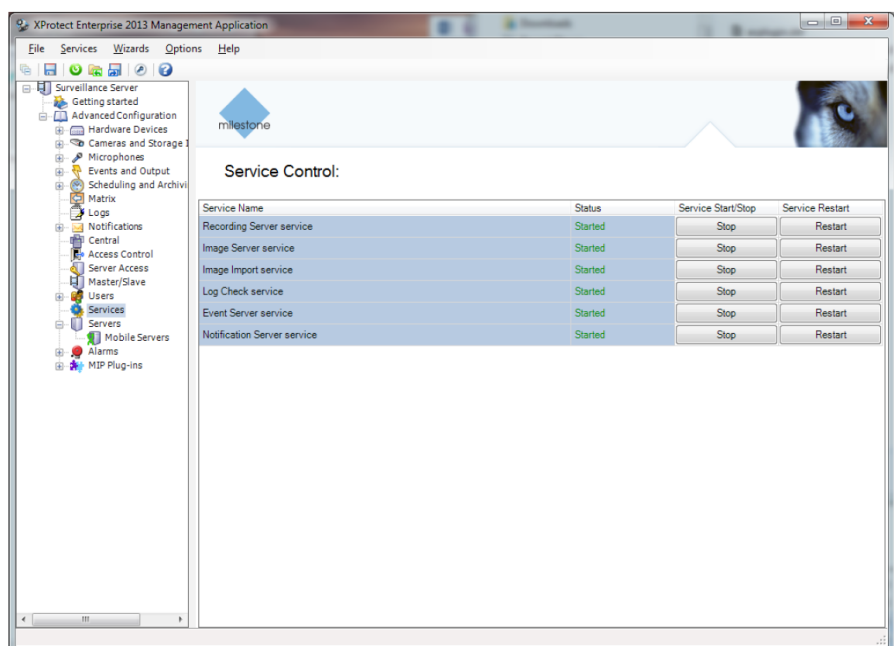 XProtect Enterprise 2013 Management Application
Downloads
File Services Wizards Options Help
Surveillance Server
Getting started
Advanced Configuration
Hardware Devices
Cameras and Storage I
Microphones
Events and Output
Scheduling and Archivi
Matrix
Logs
Notifications
Central
Access Control
Server Access
Master/Slave
Users
Services
Servers
Mobile Servers
Alarms
MIP Plug-ins
milestone
Service Control:
Service Name Status Service Start/Stop Service Restart
Recording Server service Started Stop Restart
Image Server service Started Stop Restart
Image Import service Started Stop Restart
Log Check service Started Stop Restart
Event Server service Started Stop Restart
Notification Server service Started Stop Restart